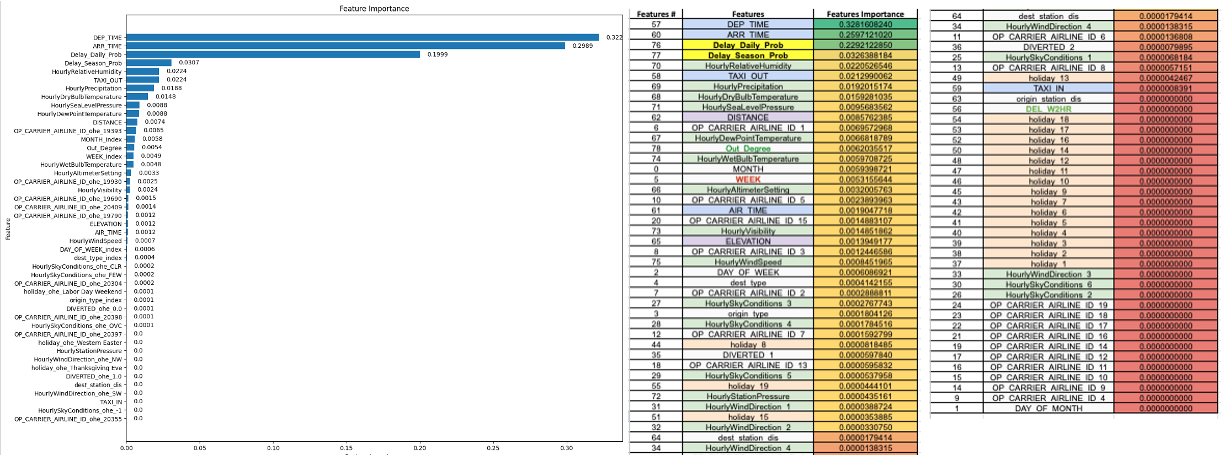 Feature Importance
DEP_TIME 0.322
ARR_TIME 0.2989
Delay_Daily_Prob 0.1999
Delay_Season_Prob 0.0307
HourlyRelativeHumidity 0.0224
TAXI_OUT 0.0224
HourlyPrecipitation 0.0188
HourlyDryBulbTemperature 0.0148
HourlySeaLevelPressure 0.0088
HourlyDewPointTemperature 0.0088
DISTANCE 0.0074
OP_CARRIER_AIRLINE_ID_ohe_19393 0.0065
MONTH_index 0.0058
Out_Degree 0.0054
WEEK_index 0.0049
HourlyWetBulbTemperature 0.0048
HourlyAltimeterSetting 0.0033
OP_CARRIER_AIRLINE_ID_ohe_19930 0.0025
HourlyVisibility 0.0024
OP_CARRIER_AIRLINE_ID_ohe_19690 0.0015
OP_CARRIER_AIRLINE_ID_ohe_20409 0.0014
OP_CARRIER_AIRLINE_ID_ohe_19790 0.0012
ELEVATION 0.0012
AIR_TIME 0.0012
HourlyWindSpeed 0.0007
DAY_OF_WEEK_index 0.0006
dest_type_index 0.0004
HourlySkyConditions_ohe_CLR 0.0002
HourlySkyConditions_ohe_FEW 0.0002
OP_CARRIER_AIRLINE_ID_ohe_20304 0.0002
holiday_ohe_Labor Day Weekend 0.0001
origin_type_index 0.0001
DIVERTED_ohe_0.0 0.0001
OP_CARRIER_AIRLINE_ID_ohe_20398 0.0001
HourlySkyConditions_ohe_OVC 0.0001
OP_CARRIER_AIRLINE_ID_ohe_20397 0.0
holiday_ohe_Western Easter 0.0
HourlyStationPressure 0.0
HourlyWindDirection_ohe_NW 0.0
holiday_ohe_Thanksgiving Eve 0.0
DIVERTED_ohe_1.0 0.0
dest_station_dis 0.0
HourlyWindDirection_ohe_SW 0.0
TAXI_IN 0.0
HourlySkyConditions_ohe_-1 0.0
OP_CARRIER_AIRLINE_ID_ohe_20355 0.0
Feature
0.00 0.05 0.10 0.15 0.20 0.25 0.30
Features # Features Features Importance
57 DEP_TIME 0.3281608240
60 ARR_TIME 0.2597121020
76 Delay_Daily_Prob 0.2292122850
77 Delay_Season_Prob 0.0326388184
70 HourlyRelativeHumidity 0.0220526546
58 TAXI_OUT 0.0212990062
69 HourlyPrecipitation 0.0192015174
68 HourlyDryBulbTemperature 0.0159281035
71 HourlySeaLevelPressure 0.0095683562
62 DISTANCE 0.0085762385
6 OP_CARRIER_AIRLINE_ID_1 0.0069572968
67 HourlyDewPointTemperature 0.0066818789
78 Out_Degree 0.0062035517
74 HourlyWetBulbTemperature 0.0059708725
0 MONTH 0.0059398721
5 WEEK 0.0053155644
66 HourlyAltimeterSetting 0.0032005763
10 OP_CARRIER_AIRLINE_ID_5 0.0023893963
61 AIR_TIME 0.0019047718
20 OP_CARRIER_AIRLINE_ID_15 0.0014883107
73 HourlyVisibility 0.0014851862
65 ELEVATION 0.0013949177
8 OP_CARRIER_AIRLINE_ID_3 0.0012446586
75 HourlyWindSpeed 0.0008451965
2 DAY_OF_WEEK 0.0006086921
4 dest_type 0.0004142155
7 OP_CARRIER_AIRLINE_ID_2 0.0002888811
27 HourlySkyConditions_3 0.0002767743
3 origin_type 0.0001804126
28 HourlySkyConditions_4 0.0001784516
12 OP_CARRIER_AIRLINE_ID_7 0.0001592799
44 holiday_8 0.0000818485
35 DIVERTED_1 0.0000597840
18 OP_CARRIER_AIRLINE_ID_13 0.0000595832
29 HourlySkyConditions_5 0.0000537958
55 holiday_19 0.0000444101
72 HourlyStationPressure 0.0000435161
31 HourlyWindDirection_1 0.0000388724
51 holiday_15 0.0000353885
32 HourlyWindDirection_2 0.0000330750
64 dest_station_dis 0.0000179414
34 HourlyWindDirection_4 0.0000138315
64 dest_station_dis 0.0000179414
34 HourlyWindDirection_4 0.0000138315
11 OP_CARRIER_AIRLINE_ID_6 0.0000136808
36 DIVERTED_2 0.0000079895
25 HourlySkyConditions_1 0.0000068184
13 OP_CARRIER_AIRLINE_ID_8 0.0000057151
49 holiday_13 0.0000042467
59 TAXI_IN 0.0000008391
63 origin_station_dis 0.0000000000
56 DEL_W2HR 0.0000000000
54 holiday_18 0.0000000000
53 holiday_17 0.0000000000
52 holiday_16 0.0000000000
50 holiday_14 0.0000000000
48 holiday_12 0.0000000000
47 holiday_11 0.0000000000
46 holiday_10 0.0000000000
45 holiday_9 0.0000000000
43 holiday_7 0.0000000000
42 holiday_6 0.0000000000
41 holiday_5 0.0000000000
40 holiday_4 0.0000000000
39 holiday_3 0.0000000000
38 holiday_2 0.0000000000
37 holiday_1 0.0000000000
33 HourlyWindDirection_3 0.0000000000
30 HourlySkyConditions_6 0.0000000000
26 HourlySkyConditions_2 0.0000000000
24 OP_CARRIER_AIRLINE_ID_19 0.0000000000
23 OP_CARRIER_AIRLINE_ID_18 0.0000000000
22 OP_CARRIER_AIRLINE_ID_17 0.0000000000
21 OP_CARRIER_AIRLINE_ID_16 0.0000000000
19 OP_CARRIER_AIRLINE_ID_14 0.0000000000
17 OP_CARRIER_AIRLINE_ID_12 0.0000000000
16 OP_CARRIER_AIRLINE_ID_11 0.0000000000
15 OP_CARRIER_AIRLINE_ID_10 0.0000000000
14 OP_CARRIER_AIRLINE_ID_9 0.0000000000
9 OP_CARRIER_AIRLINE_ID_4 0.0000000000
1 DAY_OF_MONTH 0.0000000000